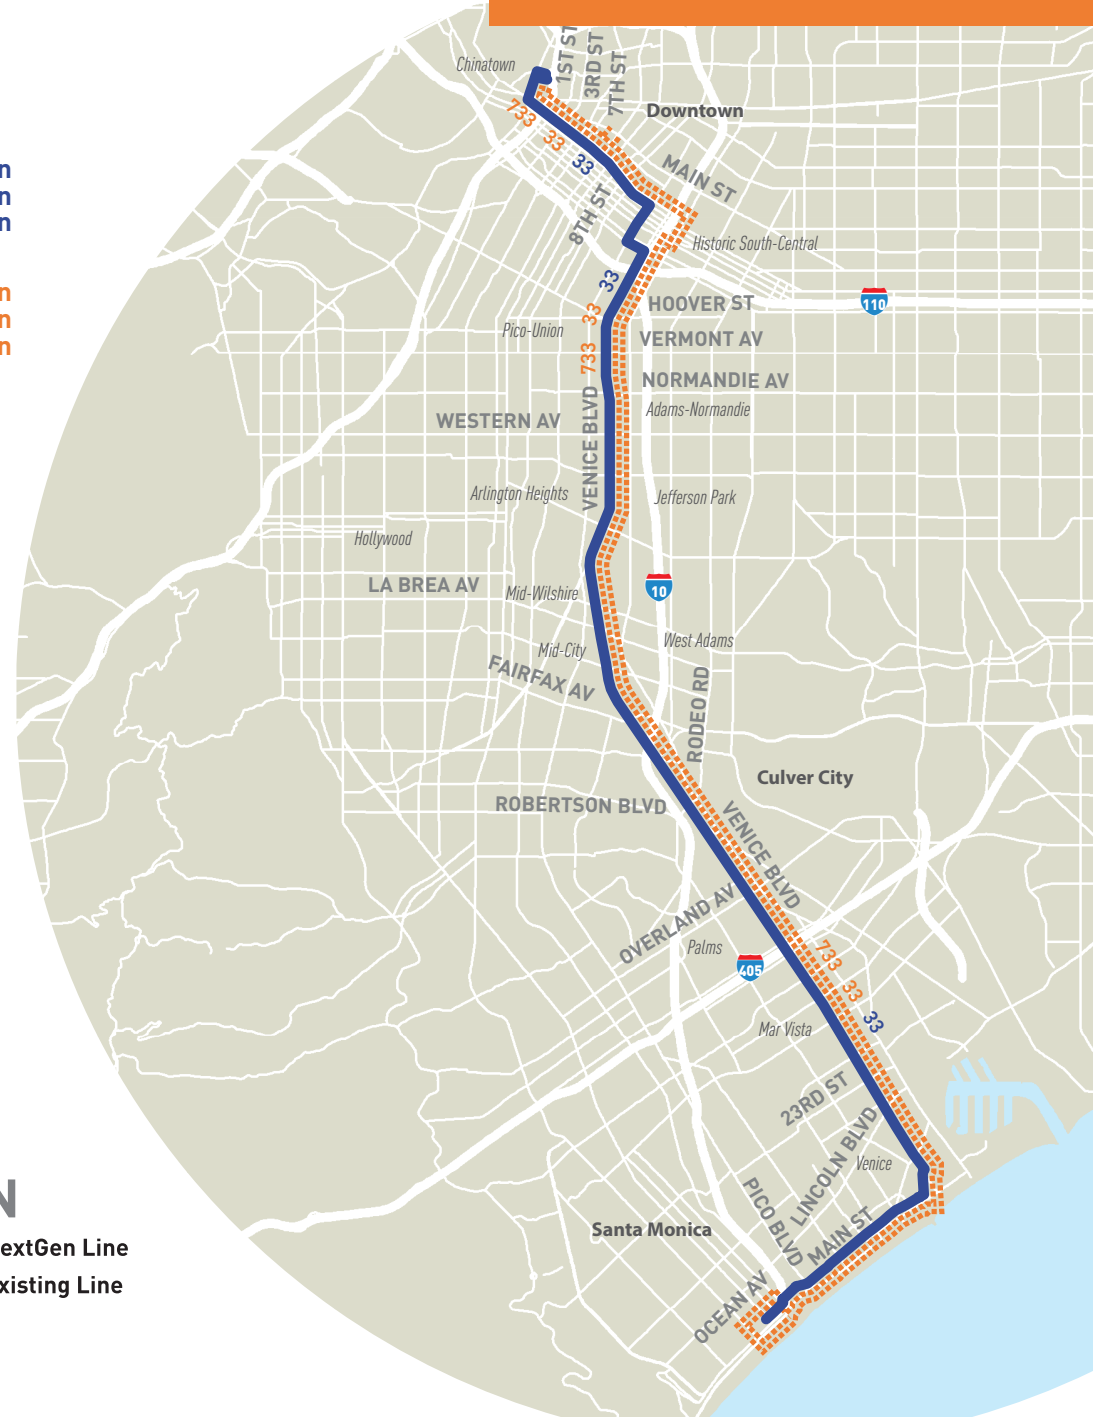 Chinatown
1ST ST
3RD ST
7TH ST
Downtown
733
33
33
MAIN ST
8TH ST
Historic South-Central
33
33
733
HOOVER ST
110
Pico-Union
VERMONT AV
NORMANDIE AV
Adams-Normandie
WESTERN AV
VENICE BLVD
Arlington Heights
Jefferson Park
Hollywood
LA BREA AV
Mid-Wilshire
10
Mid-City
West Adams
FAIRFAX AV
RODEO RD
Culver City
ROBERTSON BLVD
VENICE BLVD
OVERLAND AV
Palms
405
733
33
33
Mar Vista
23RD ST
LINCOLN BLVD
Venice
PICO BLVD
MAIN ST
Santa Monica
OCEAN AV
n
n
n
n
n
n
N
extGen Line
xisting Line